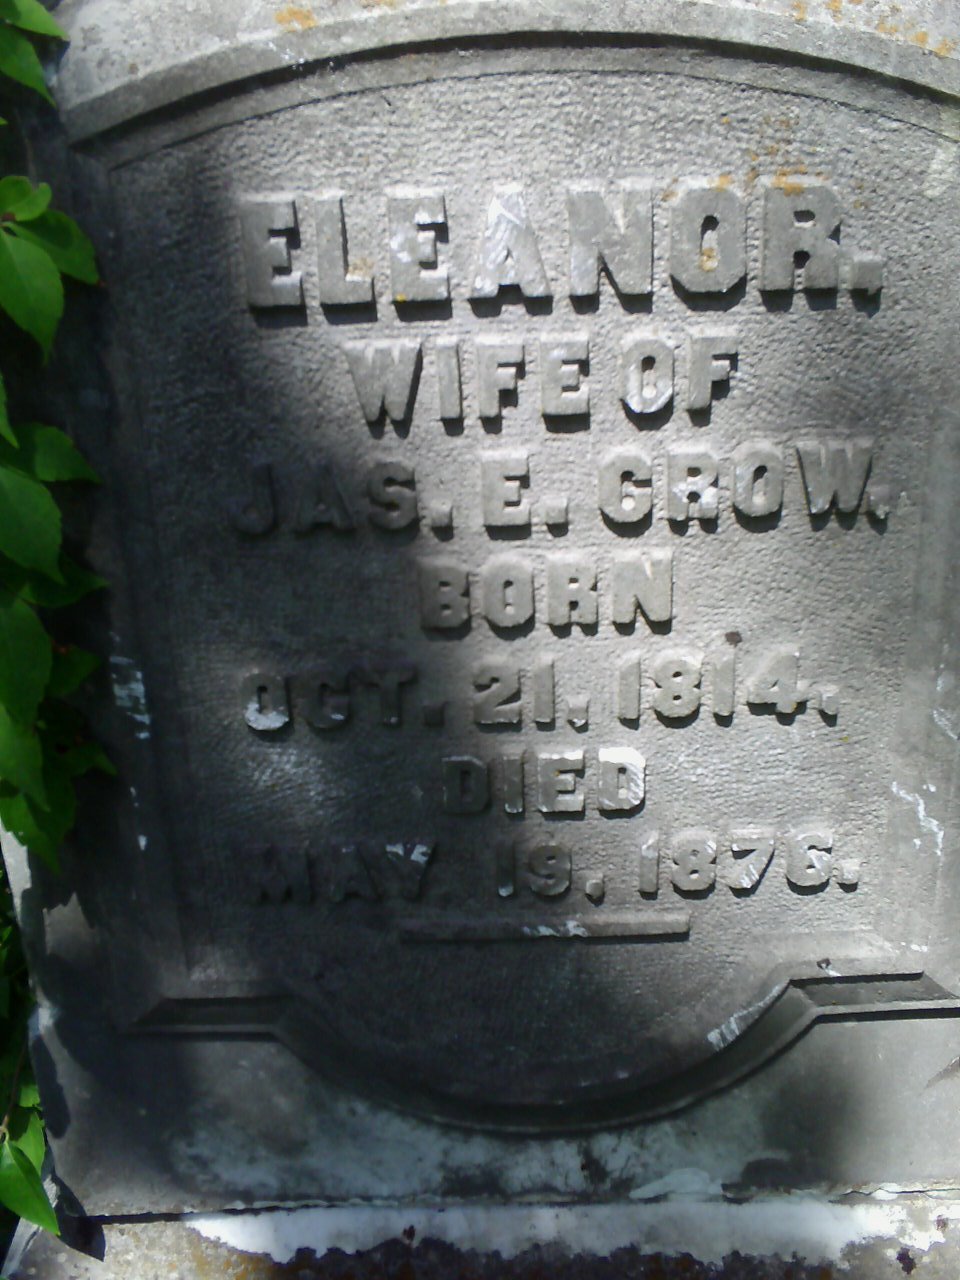 ELEANOR.
WIFE OF
JAS. E. CROW.
BORN
OCT. 21. 1814.
DIED
MAY. 19. 1876.